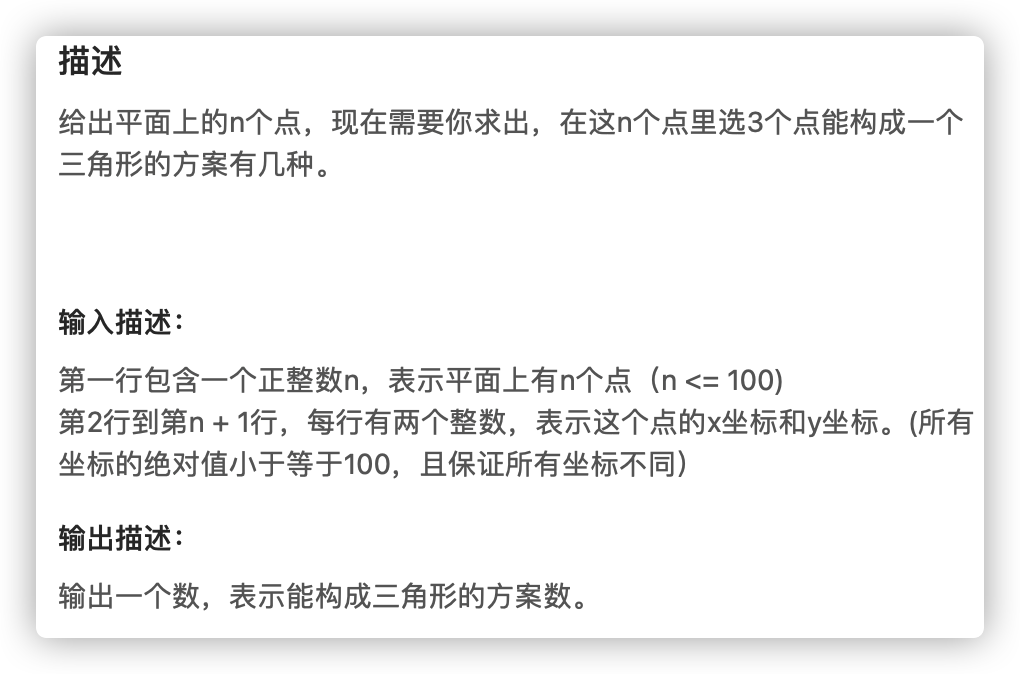 描述
给出平面上的n个点，现在需要你求出，在这n个点里选3个点能构成一个
三角形的方案有几种。
输入描述：
第一行包含一个正整数n，表示平面上有n个点（n <= 100)
第2行到第n + 1行，每行有两个整数，表示这个点的x坐标和y坐标。(所有
坐标的绝对值小于等于100，且保证所有坐标不同）
输出描述：
输出一个数，表示能构成三角形的方案数。